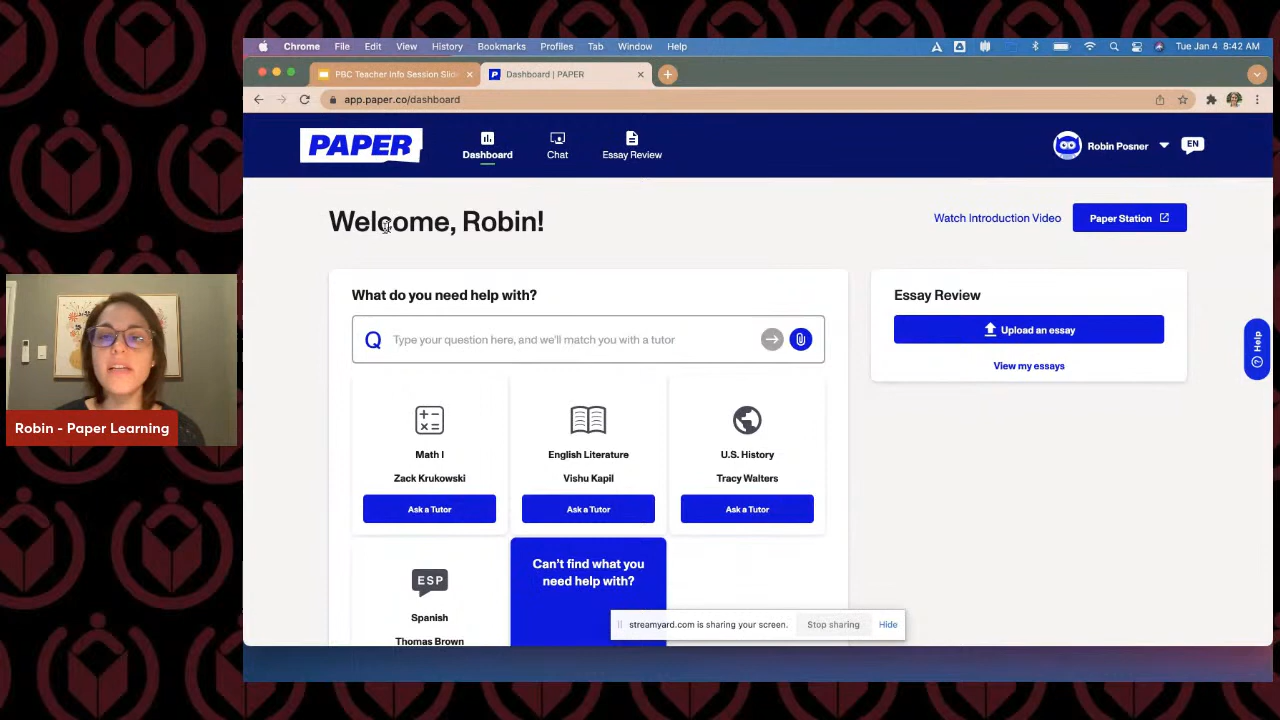 Chrome File Edit View History Bookmarks Profiles Tab Window Help Tue Jan 4 8:42 AM
PBC Teacher Info Session Slide
Dashboard | PAPER
app.paper.co/dashboard
PAPER
Dashboard
Chat
Essay Review
Robin Posner
EN
Welcome, Robin!
Watch Introduction Video
Paper Station
What do you need help with?
Type your question here, and we'll match you with a tutor
Essay Review
Upload an essay
View my essays
Help
Math I
Zack Krukowski
Ask a Tutor
English Literature
Vishu Kapil
Ask a Tutor
U.S. History
Tracy Walters
Ask a Tutor
ESP
Spanish
Thomas Brown
Can't find what you
need help with?
streamyard.com is sharing your screen.
Stop sharing
Hide
Robin - Paper Learning